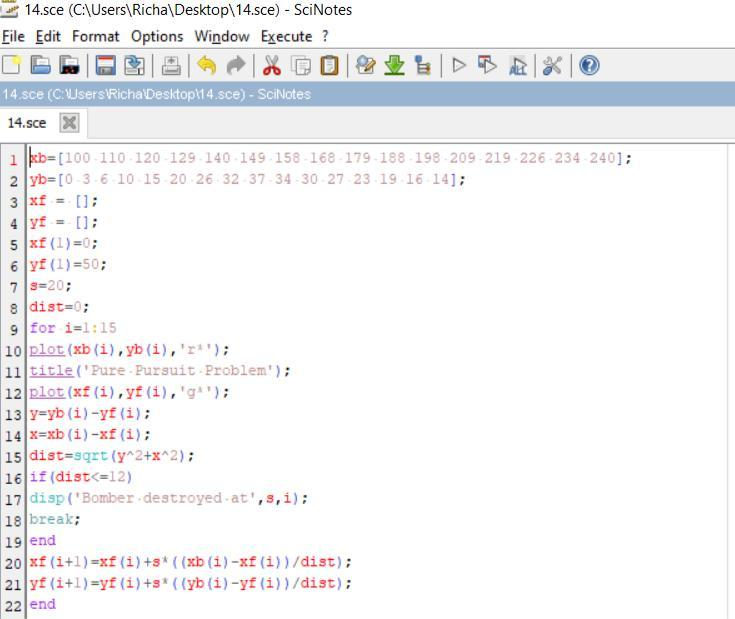 14.sce (C:\Users\Richa\Desktop\14.sce) - SciNotes
File Edit Format Options Window Execute ?
14.sce (C:\Users\Richa\Desktop\14.sce) - SciNotes
14.sce
1 xb=[100 110 120 129 140 149 158 168 179 188 198 209 219 226 234 240];
2 yb=[0 3 6 10 15 20 26 32 37 34 30 27 23 19 16 14];
3 xf = [];
4 yf = [];
5 xf(1)=0;
6 yf(1)=50;
7 s=20;
8 dist=0;
9 for i=1:15
10 plot(xb(i),yb(i),'r*');
11 title('Pure Pursuit Problem');
12 plot(xf(i),yf(i),'g*');
13 y=yb(i)-yf(i);
14 x=xb(i)-xf(i);
15 dist=sqrt(y^2+x^2);
16 if(dist<=12)
17 disp('Bomber destroyed at',s,i);
18 break;
19 end
20 xf(i+1)=xf(i)+s*((xb(i)-xf(i))/dist);
21 yf(i+1)=yf(i)+s*((yb(i)-yf(i))/dist);
22 end